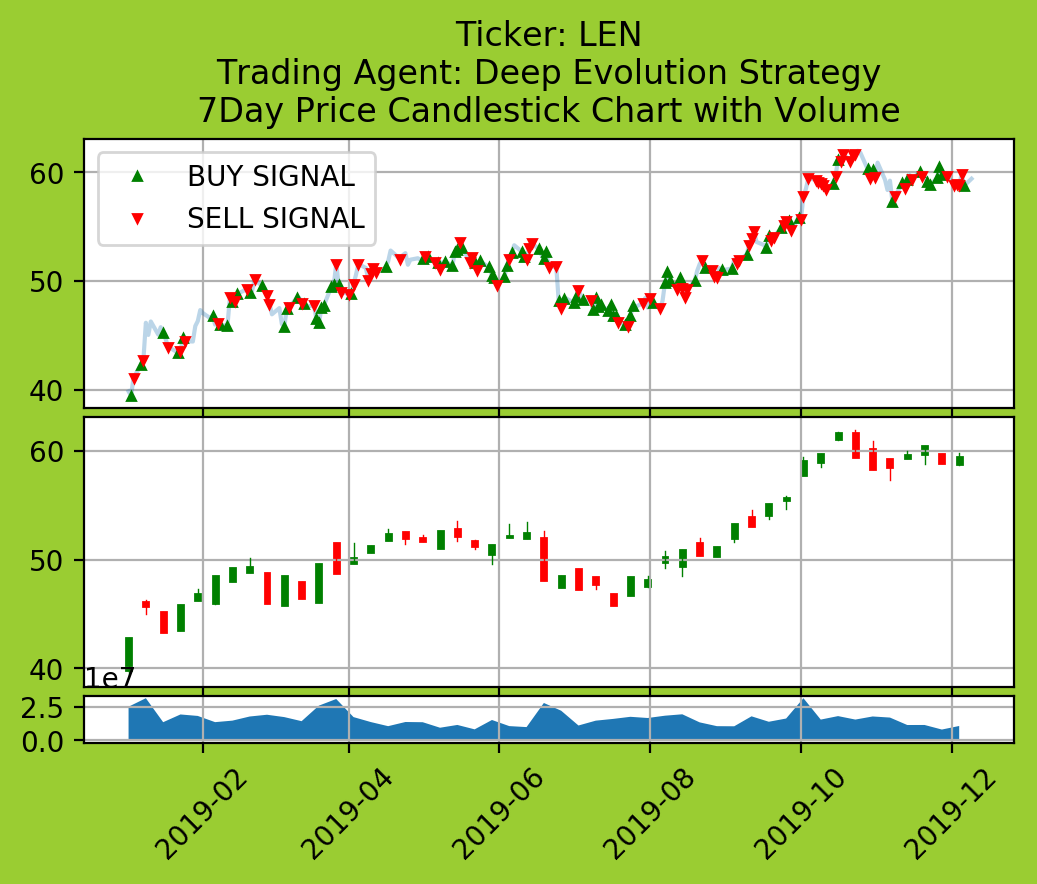 Ticker: LEN
Trading Agent: Deep Evolution Strategy
7Day Price Candlestick Chart with Volume
BUY SIGNAL
SELL SIGNAL
60
50
40
60
50
40
1e7
2.5
0.0
2019-02
2019-04
2019-06
2019-08
2019-10
2019-12